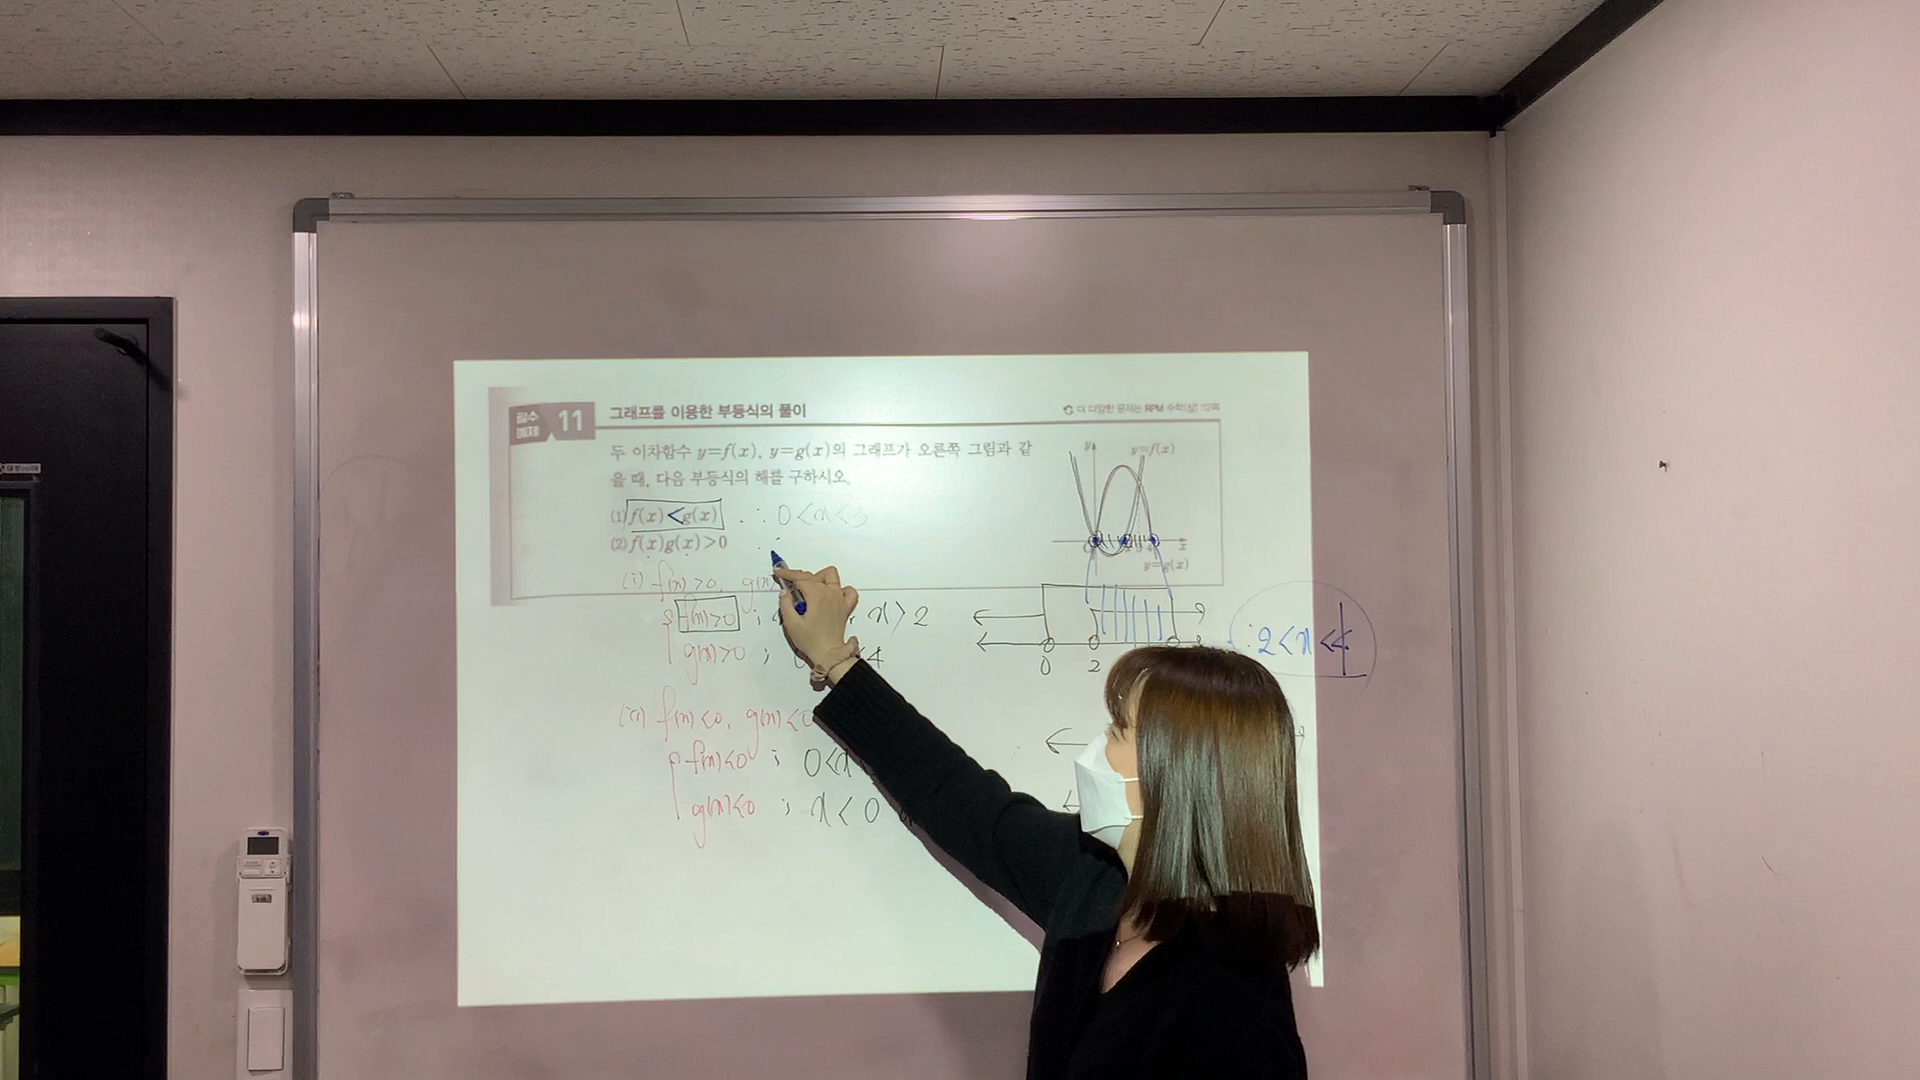 필수 예제 11 그래프를 이용한 부등식의 풀이
더 다양한 문제는 RPM 수학(상) 112쪽
두 이차함수 y=f(x), y=g(x)의 그래프가 오른쪽 그림과 같
을 때, 다음 부등식의 해를 구하시오.
(1) f(x)<g(x) ∴ 0<x<3
(2) f(x)g(x)>0 ∴
y
y=f(x)
x
y=g(x)
(i) f(x)>0, g(x)
f(x)>0 ; x>2
g(x)>0 ; <4
0 2
∴ 2<x<4
(ii) f(x)<0, g(x)<0
f(x)<0 ; 0<x
g(x)<0 ; x<0